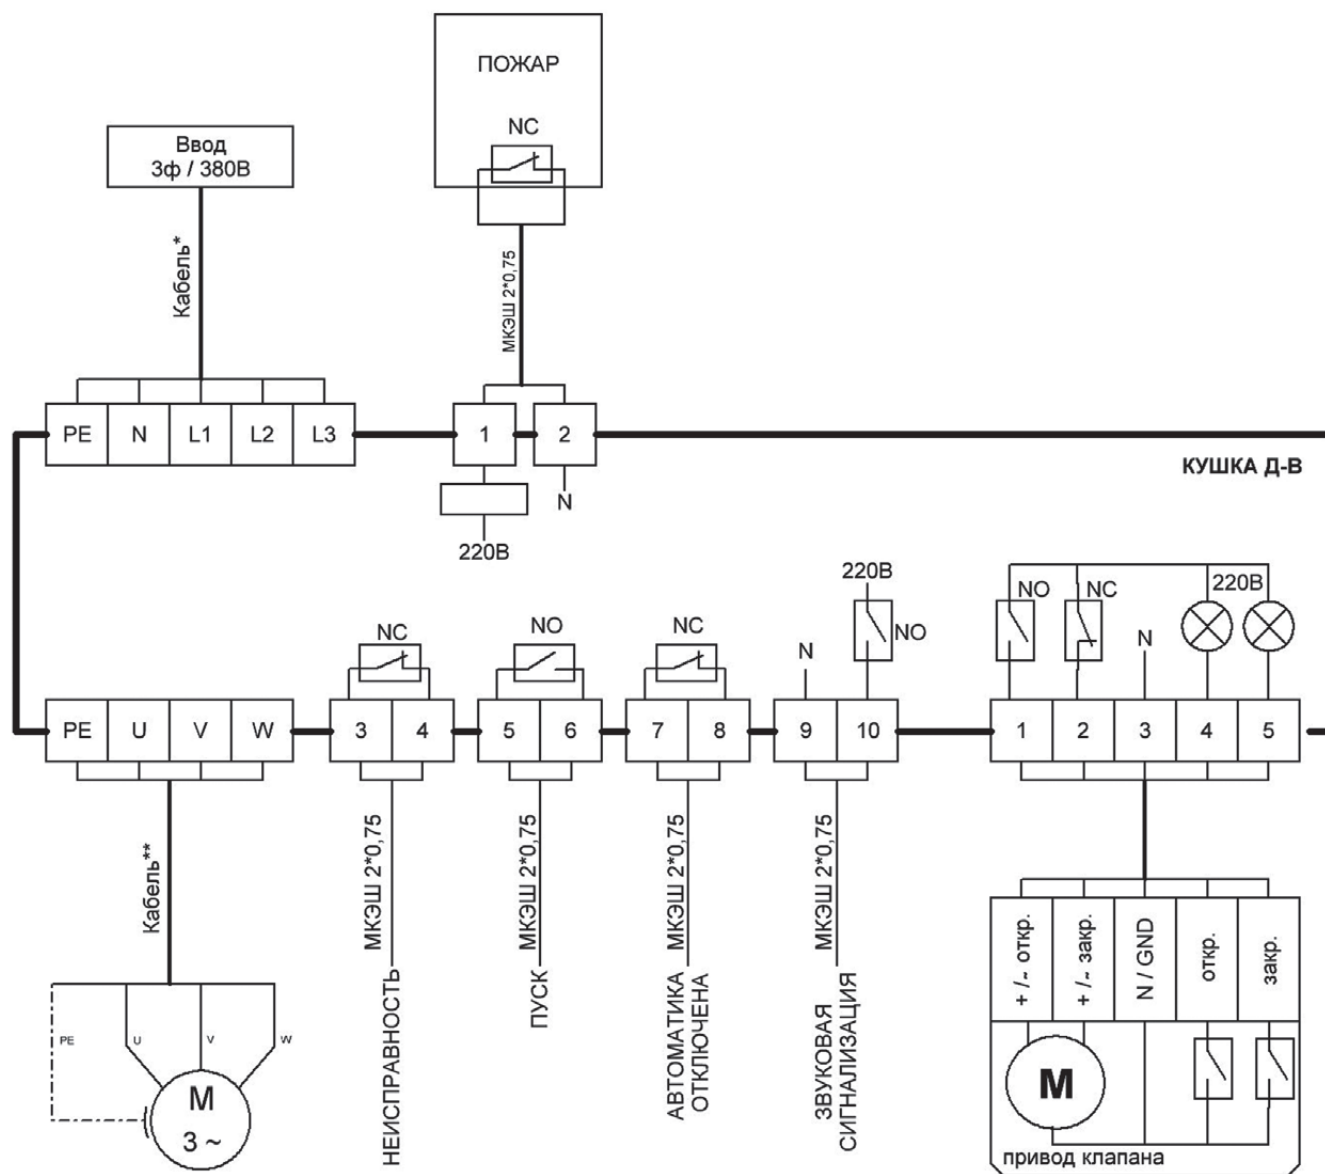 ПОЖАР
NC
Ввод
3ф / 380В
Кабель*
МКЭШ 2*0,75
PE N L1 L2 L3
1 2
КУШКА Д-В
N
220В
220В
NO
NC
220В
NC
NO
NC
N
NO
N
PE U V W
3 4
5 6
7 8
9 10
1 2 3 4 5
Кабель**
МКЭШ 2*0,75
НЕИСПРАВНОСТЬ
МКЭШ 2*0,75
ПУСК
МКЭШ 2*0,75
АВТОМАТИКА
ОТКЛЮЧЕНА
МКЭШ 2*0,75
ЗВУКОВАЯ
СИГНАЛИЗАЦИЯ
+ /~ откр.
+ /~ закр.
N / GND
откр.
закр.
PE U V W
M
3 ~
M
привод клапана